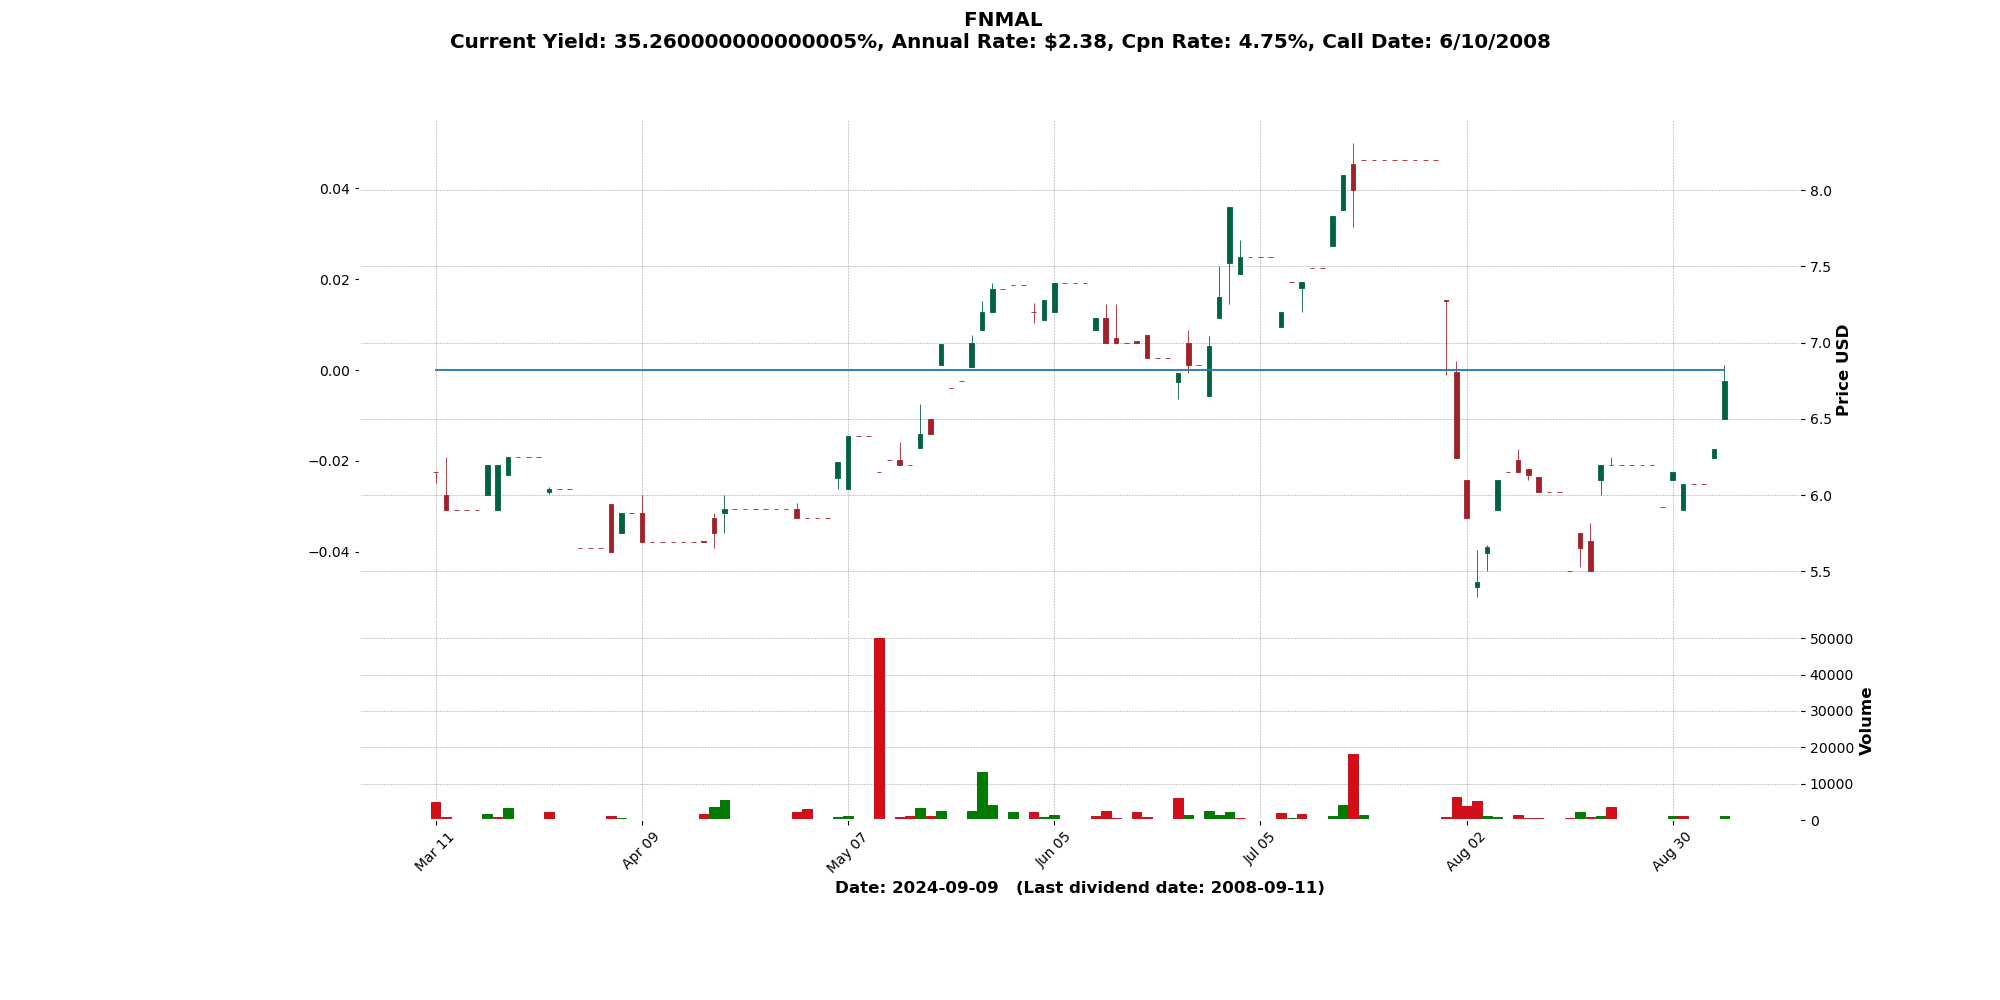 FNMAL
Current Yield: 35.260000000000005%, Annual Rate: $2.38, Cpn Rate: 4.75%, Call Date: 6/10/2008
0.04
0.02
0.00
−0.02
−0.04
8.0
7.5
7.0
6.5
6.0
5.5
Price USD
50000
40000
30000
20000
10000
0
Volume
Mar 11
Apr 09
May 07
Jun 05
Jul 05
Aug 02
Aug 30
Date: 2024-09-09   (Last dividend date: 2008-09-11)